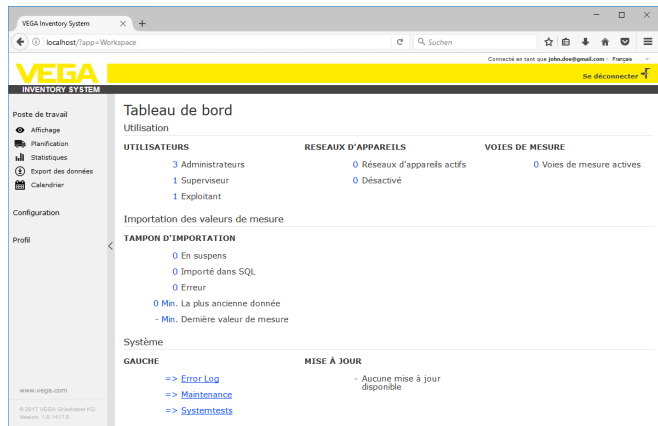 VEGA Inventory System
localhost/?app=Workspace
Suchen
Connecté en tant que john.doe@gmail.com - Français
VEGA
Se déconnecter
INVENTORY SYSTEM
Poste de travail
Affichage
Planification
Statistiques
Export des données
Calendrier
Configuration
Profil
www.vega.com
© 2017 VEGA Grieshaber KG
Tableau de bord
Utilisation
UTILISATEURS
3 Administrateurs
1 Superviseur
1 Exploitant
RESEAUX D'APPAREILS
0 Réseaux d'appareils actifs
0 Désactivé
VOIES DE MESURE
0 Voies de mesure actives
Importation des valeurs de mesure
TAMPON D'IMPORTATION
0 En suspens
0 Importé dans SQL
0 Erreur
0 Min. La plus ancienne donnée
- Min. Dernière valeur de mesure
Système
GAUCHE
=> Error Log
=> Maintenance
=> Systemtests
MISE À JOUR
- Aucune mise à jour
disponible